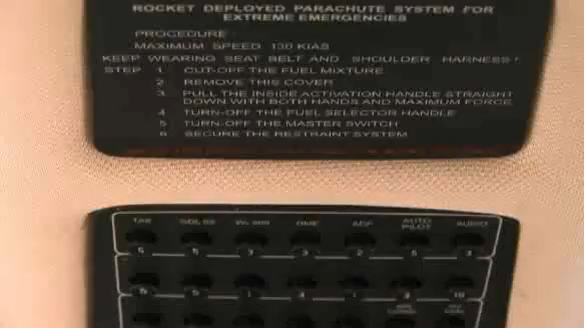 ROCKET DEPLOYED PARACHUTE SYSTEM FOR
EXTREME EMERGENCIES
PROCEDURE
MAXIMUM SPEED 130 KIAS
KEEP WEARING SEAT BELT AND SHOULDER HARNESS!
STEP 1 CUT-OFF THE FUEL MIXTURE
2 REMOVE THIS COVER
3 PULL THE INSIDE ACTIVATION HANDLE STRAIGHT
DOWN WITH BOTH HANDS AND MAXIMUM FORCE
4 TURN-OFF THE FUEL SELECTOR HANDLE
5 TURN-OFF THE MASTER SWITCH
6 SECURE THE RESTRAINT SYSTEM
DME ADF AUTO PILOT AUDIO
5 5 3 3 2 5 3
5 5 1 4 1 3 10